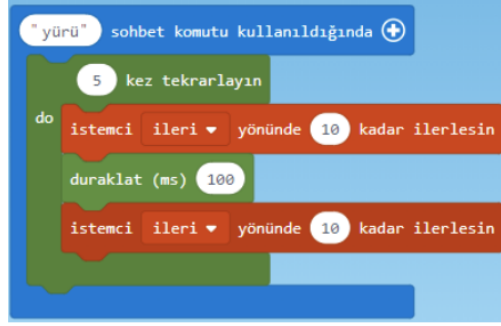 "yürü" sohbet komutu kullanıldığında
5 kez tekrarlayın
do
istemci ileri yönünde 10 kadar ilerlesin
duraklat (ms) 100
istemci ileri yönünde 10 kadar ilerlesin